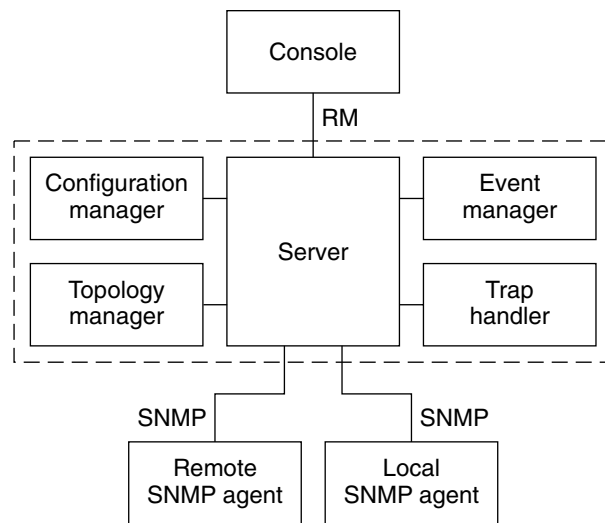 Console
RM
Configuration
manager
Server
Event
manager
Topology
manager
Trap
handler
SNMP
SNMP
Remote
SNMP agent
Local
SNMP agent